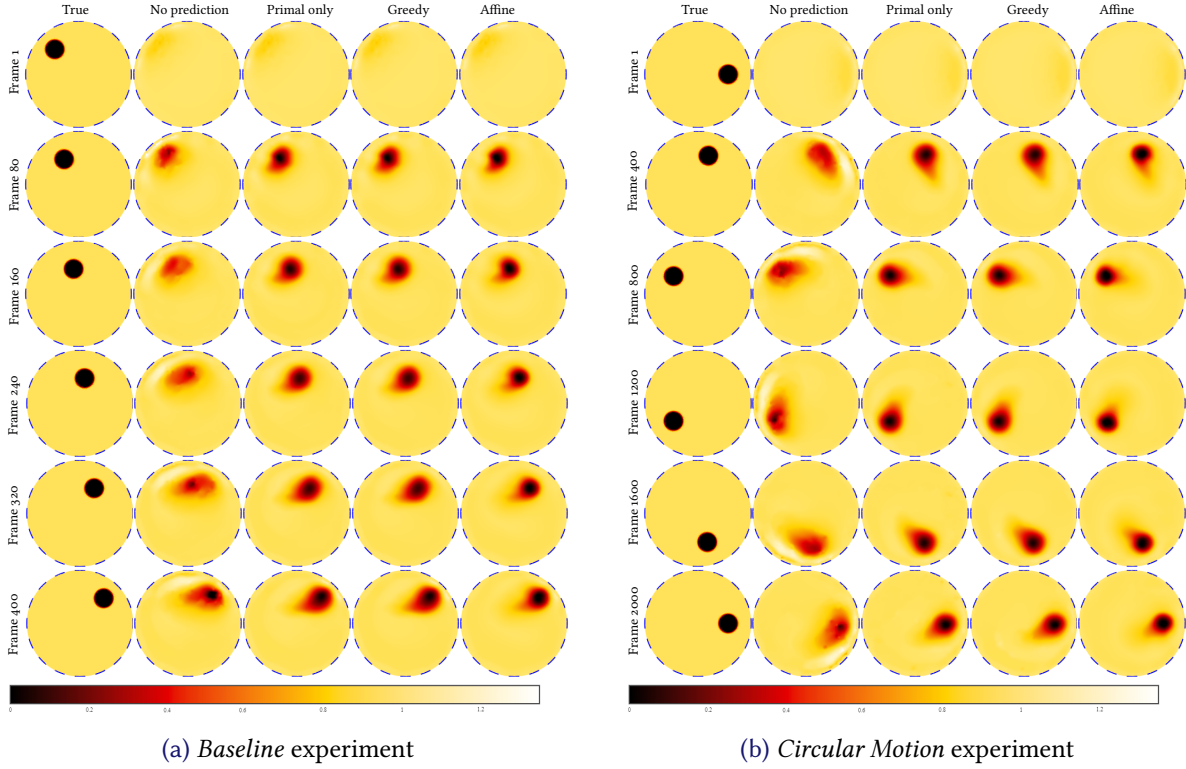 True No prediction Primal only Greedy Affine
Frame 1
Frame 80
Frame 160
Frame 240
Frame 320
Frame 400
0 0.2 0.4 0.6 0.8 1 1.2
(a) Baseline experiment
True No prediction Primal only Greedy Affine
Frame 1
Frame 400
Frame 800
Frame 1200
Frame 1600
Frame 2000
0 0.2 0.4 0.6 0.8 1 1.2
(b) Circular Motion experiment